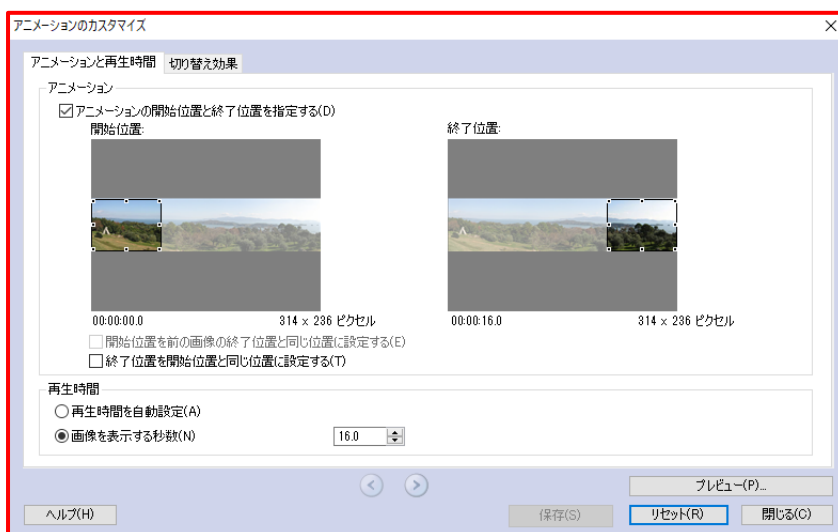 アニメーションのカスタマイズ
アニメーションと再生時間 切り替え効果
アニメーション
アニメーションの開始位置と終了位置を指定する(D)
開始位置: 終了位置:
00:00:00.0 314 × 236 ピクセル 00:00:16.0 314 × 236 ピクセル
開始位置を前の画像の終了位置と同じ位置に設定する(E)
終了位置を開始位置と同じ位置に設定する(T)
再生時間
再生時間を自動設定(A)
画像を表示する秒数(N) 16.0
プレビュー(P)...
ヘルプ(H) 保存(S) リセット(R) 閉じる(C)